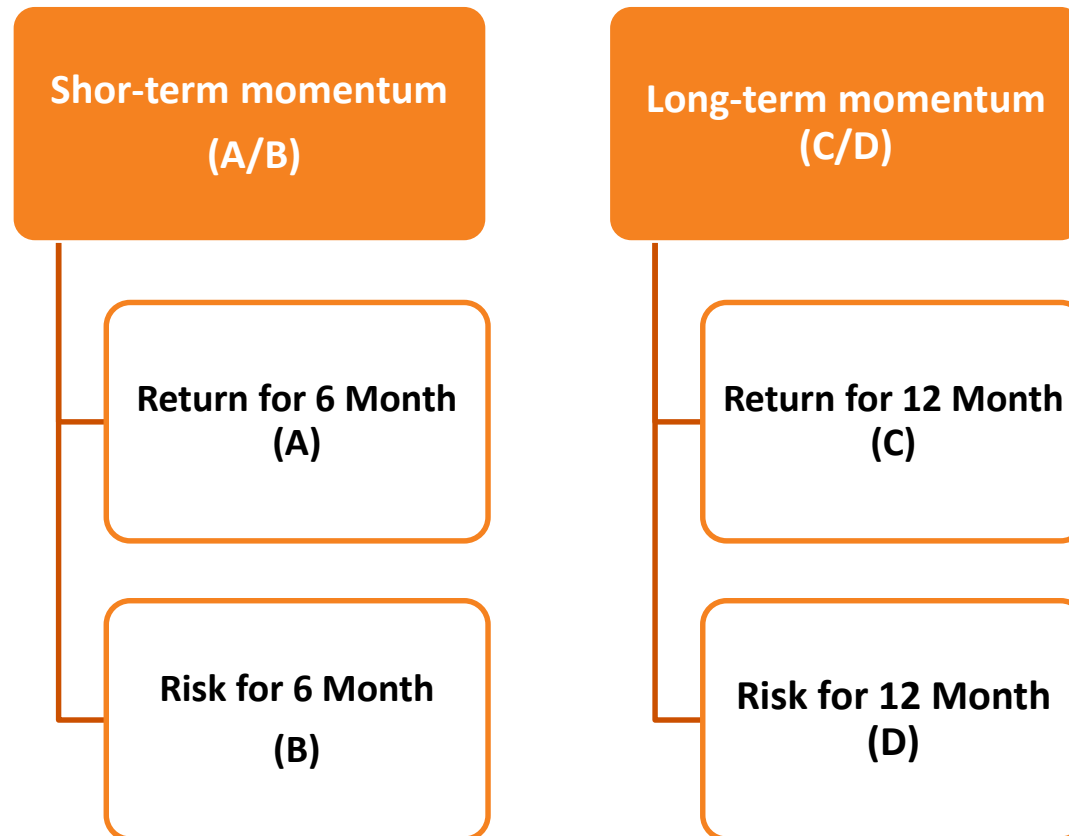 Shor-term momentum
(A/B)
Return for 6 Month
(A)
Risk for 6 Month
(B)
Long-term momentum
(C/D)
Return for 12 Month
(C)
Risk for 12 Month
(D)